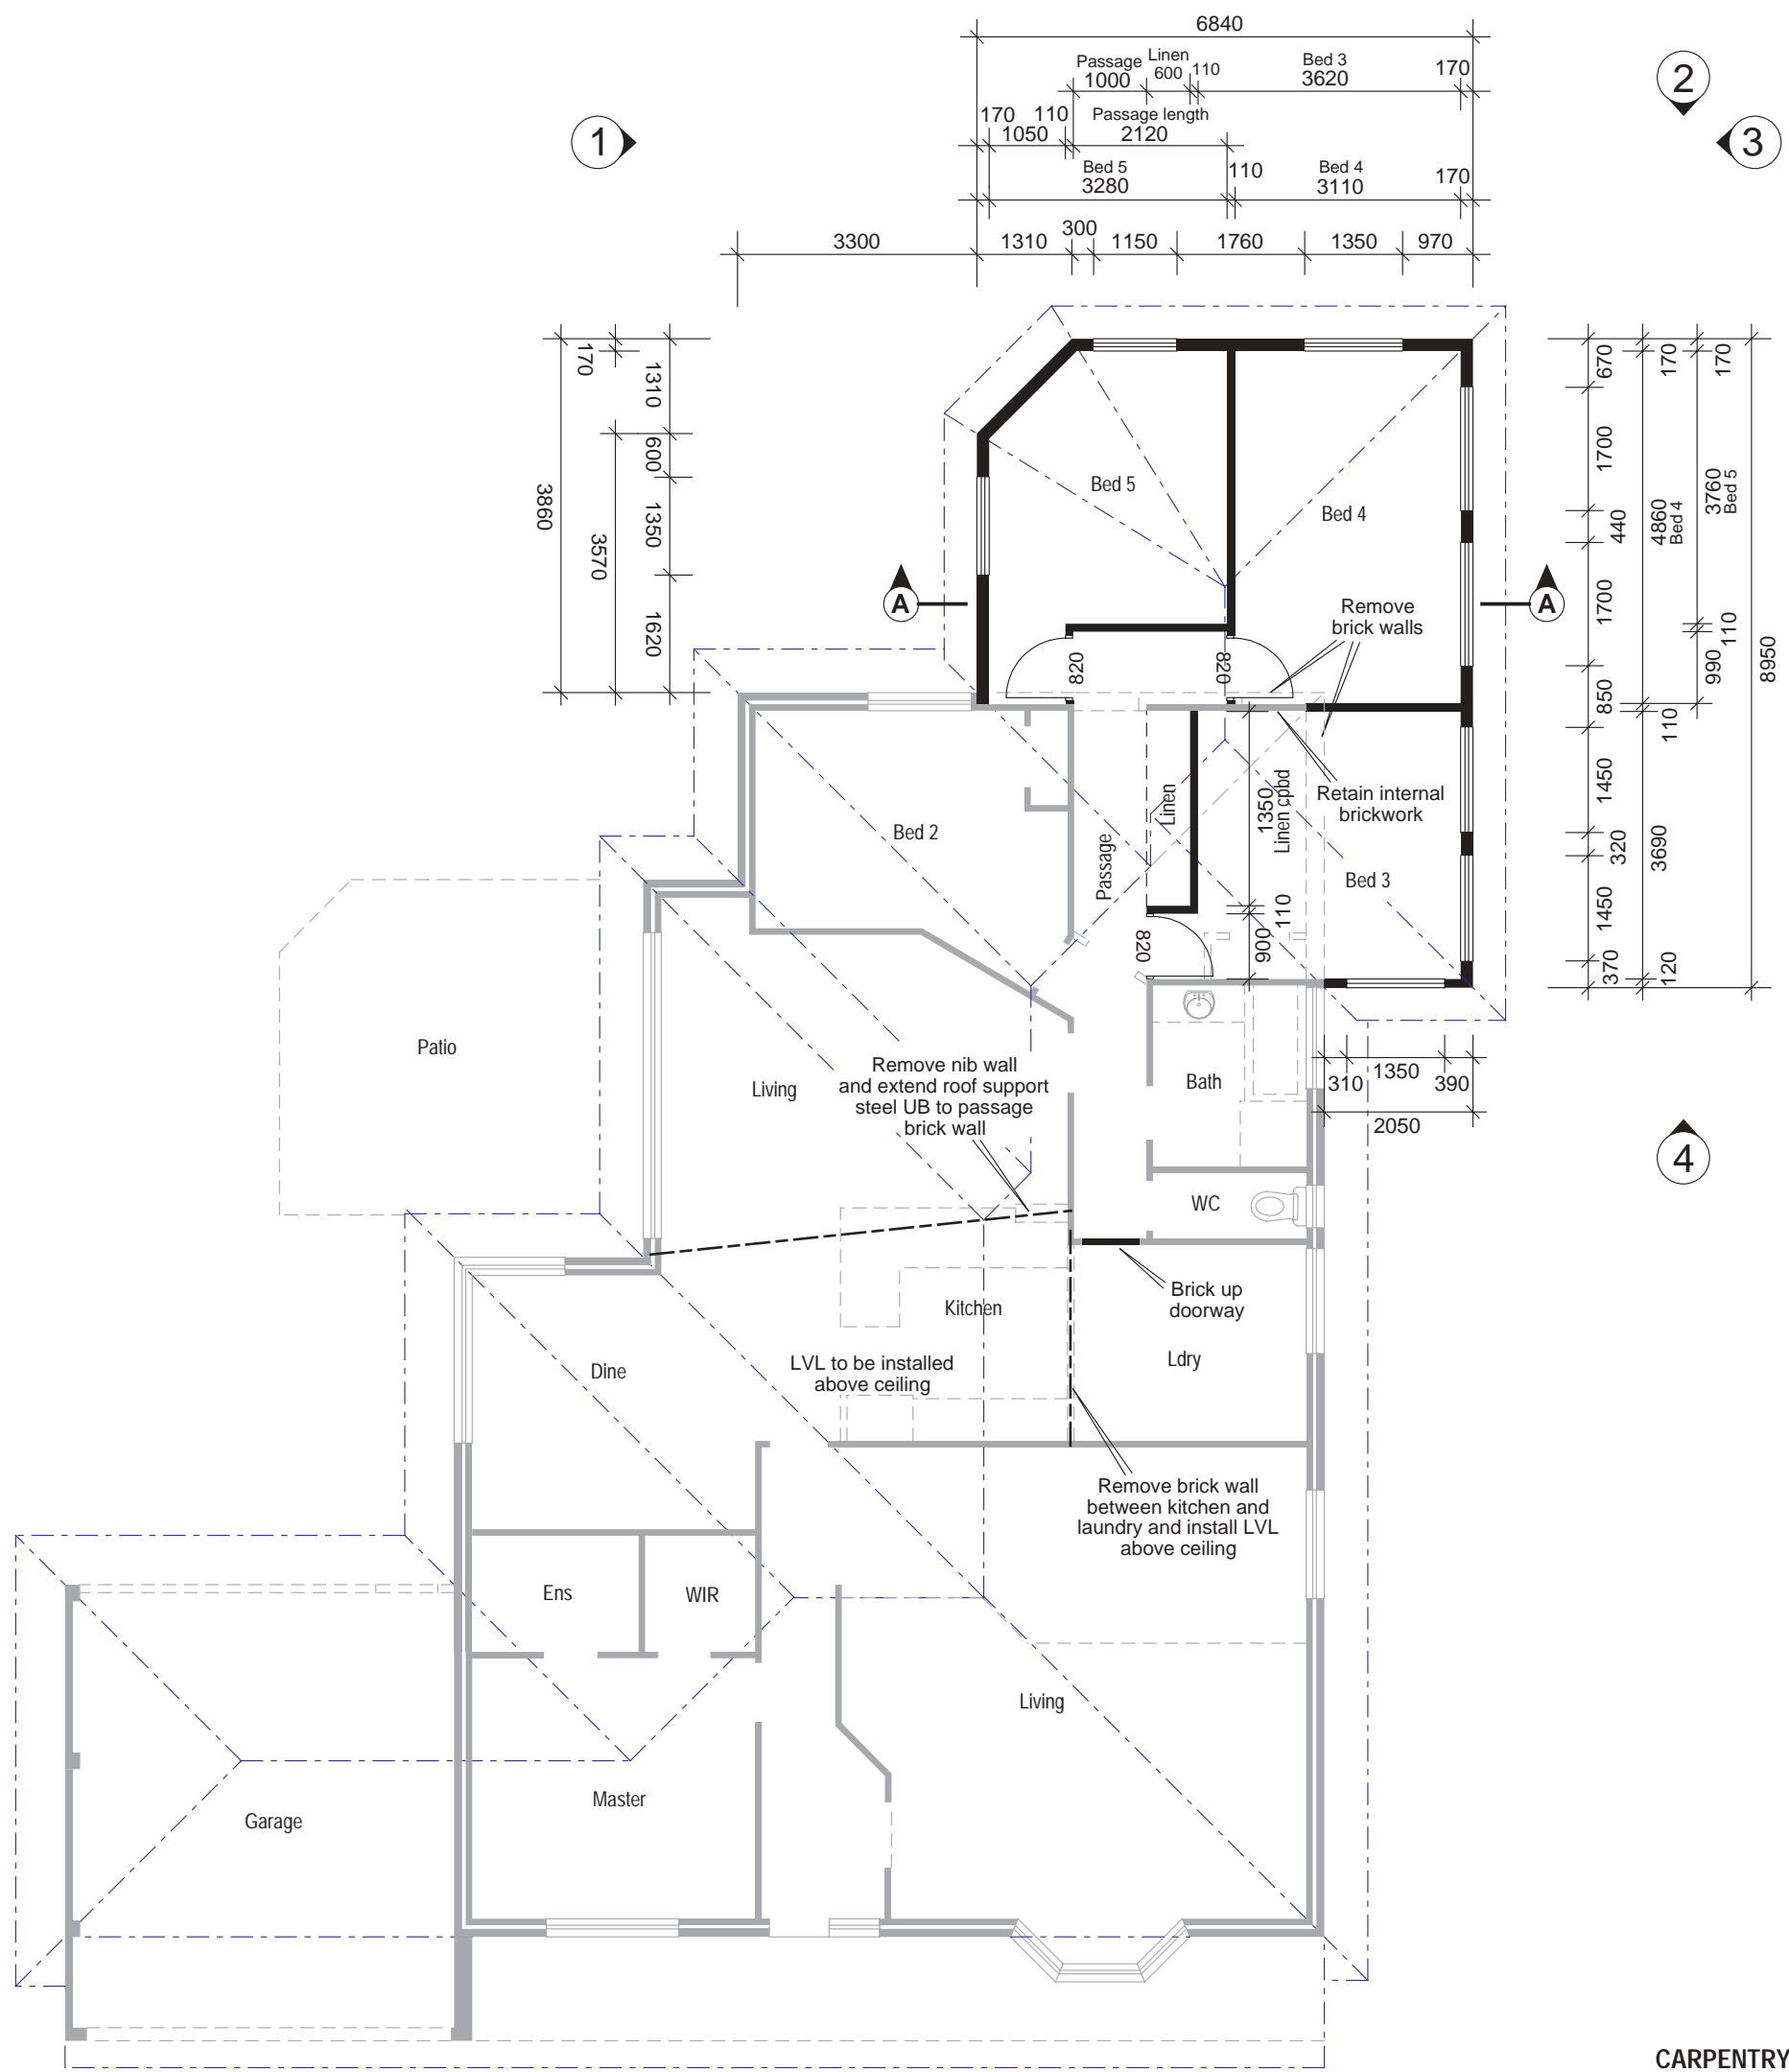 6840
Passage Linen 110 Bed 3 170
1000 600 3620
170 110 Passage length
1050 2120
Bed 5 110 Bed 4 170
3280 3110
3300 1310 300 1150 1760 1350 970
1
2
3
170
1310
600
1350
1620
3860
3570
670
1700
440
1700
850
1450
320
1450
370
170
4860
Bed 4
110
3690
120
170
3760
Bed 5
110
990
8950
Bed 5
Bed 4
A
A
Remove
brick walls
820
820
Retain internal
brickwork
Bed 2
Passage
Linen
1350
Linen cpbd
110
900
820
Bed 3
Patio
Living
Remove nib wall
and extend roof support
steel UB to passage
brick wall
Bath
310 1350 390
2050
4
WC
Brick up
doorway
Kitchen
Ldry
Dine
LVL to be installed
above ceiling
Remove brick wall
between kitchen and
laundry and install LVL
above ceiling
Ens
WIR
Living
Master
Garage
CARPENTRY